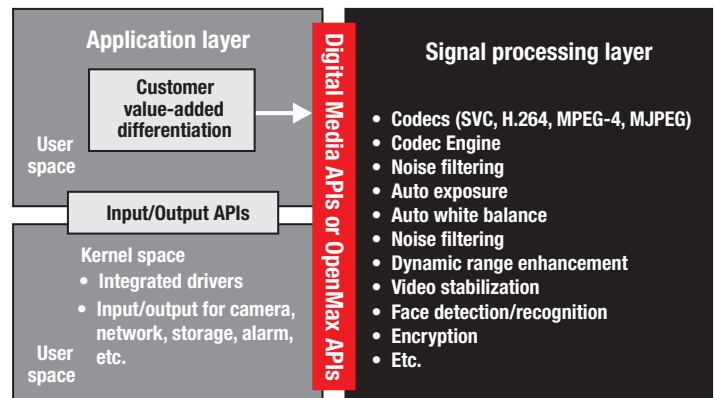 Application layer
Customer
value-added
differentiation
User
space
Input/Output APIs
Kernel space
• Integrated drivers
• Input/output for camera,
network, storage, alarm,
etc.
User
space
Digital Media APIs or OpenMax APIs
Signal processing layer
• Codecs (SVC, H.264, MPEG-4, MJPEG)
• Codec Engine
• Noise filtering
• Auto exposure
• Auto white balance
• Noise filtering
• Dynamic range enhancement
• Video stabilization
• Face detection/recognition
• Encryption
• Etc.